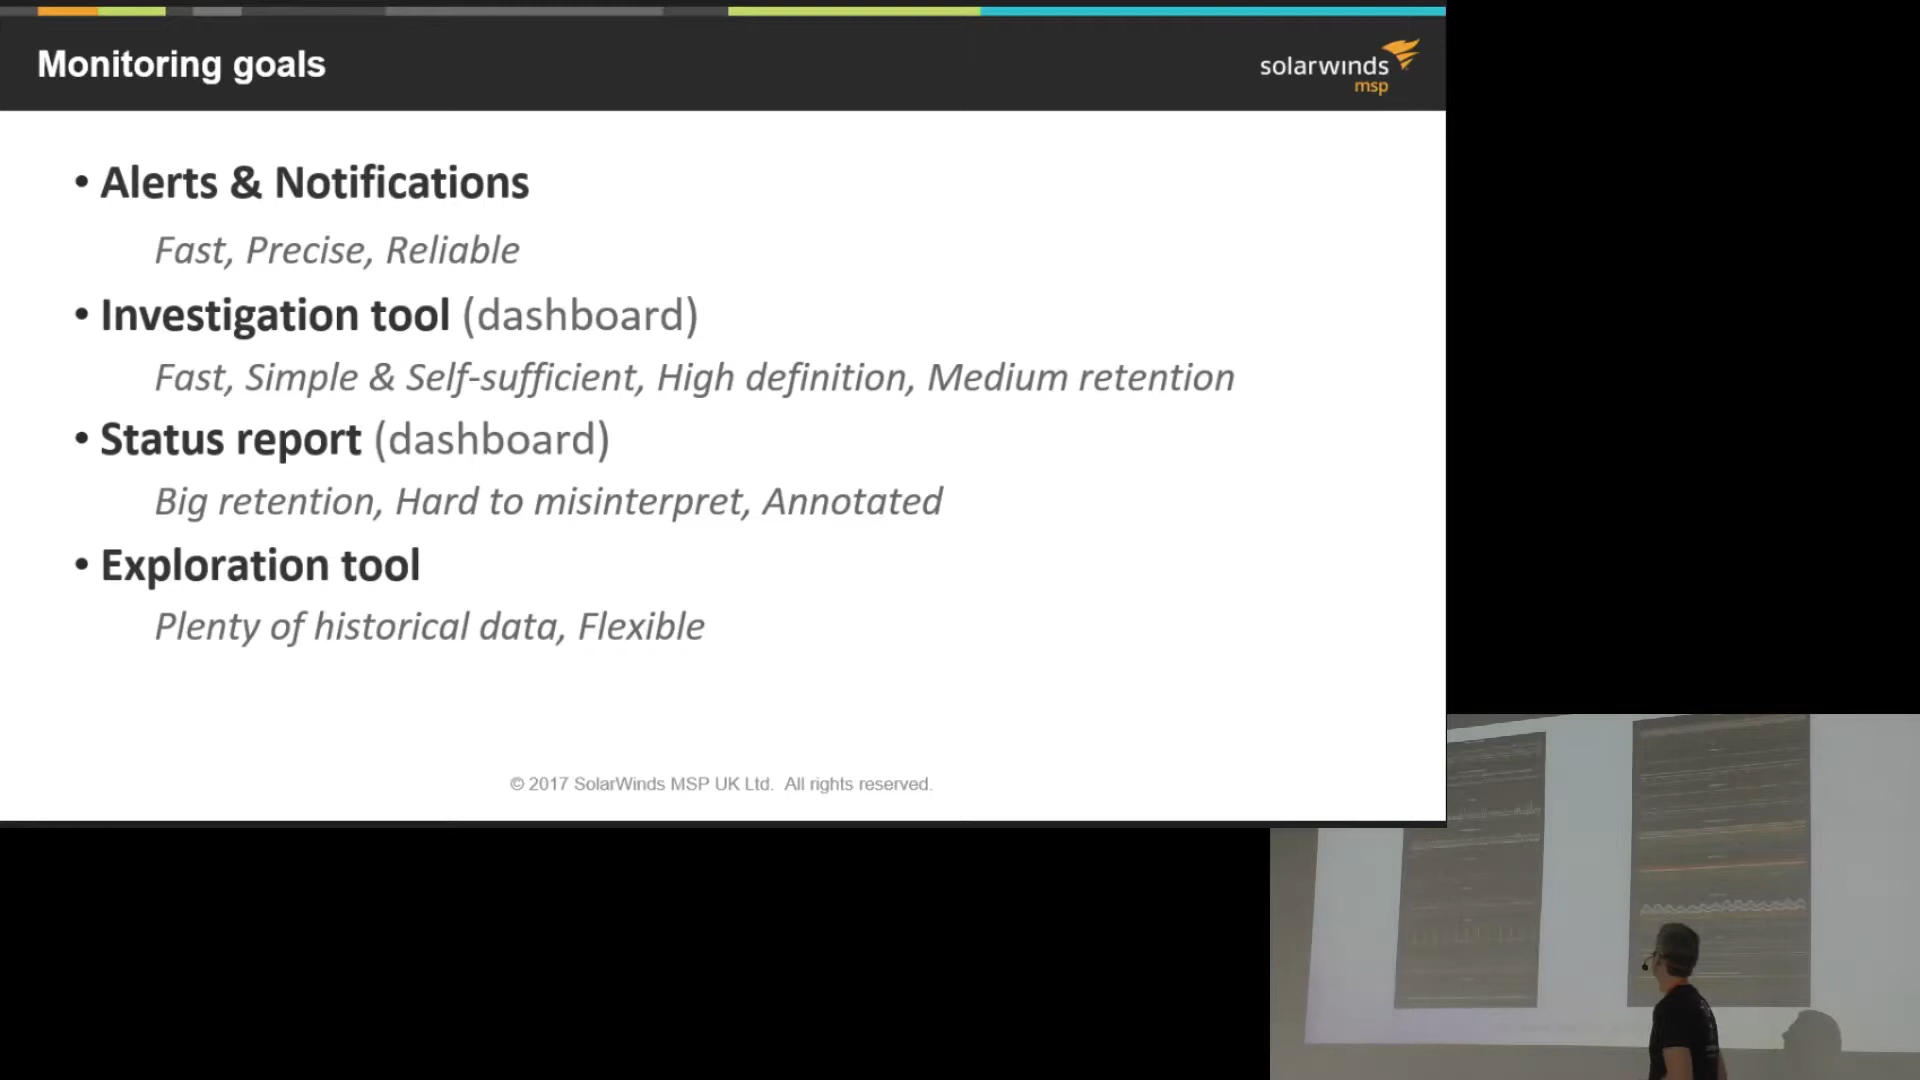 Monitoring goals
solarwinds
msp
• Alerts & Notifications
Fast, Precise, Reliable
• Investigation tool (dashboard)
Fast, Simple & Self-sufficient, High definition, Medium retention
• Status report (dashboard)
Big retention, Hard to misinterpret, Annotated
• Exploration tool
Plenty of historical data, Flexible
© 2017 SolarWinds MSP UK Ltd. All rights reserved.